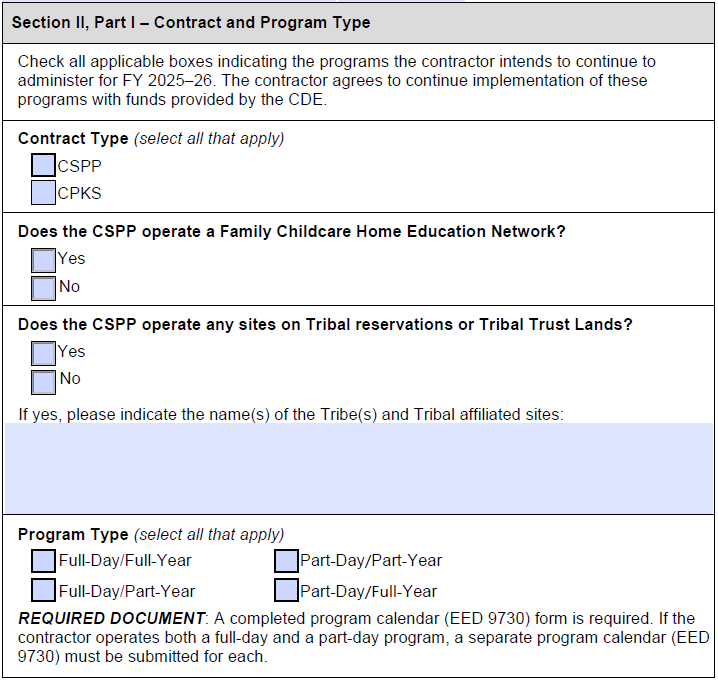 Section II, Part I – Contract and Program Type
Check all applicable boxes indicating the programs the contractor intends to continue to
administer for FY 2025–26. The contractor agrees to continue implementation of these
programs with funds provided by the CDE.
Contract Type (select all that apply)
CSPP
CPKS
Does the CSPP operate a Family Childcare Home Education Network?
Yes
No
Does the CSPP operate any sites on Tribal reservations or Tribal Trust Lands?
Yes
No
If yes, please indicate the name(s) of the Tribe(s) and Tribal affiliated sites:
Program Type (select all that apply)
Full-Day/Full-Year Part-Day/Part-Year
Full-Day/Part-Year Part-Day/Full-Year
REQUIRED DOCUMENT: A completed program calendar (EED 9730) form is required. If the
contractor operates both a full-day and a part-day program, a separate program calendar (EED
9730) must be submitted for each.